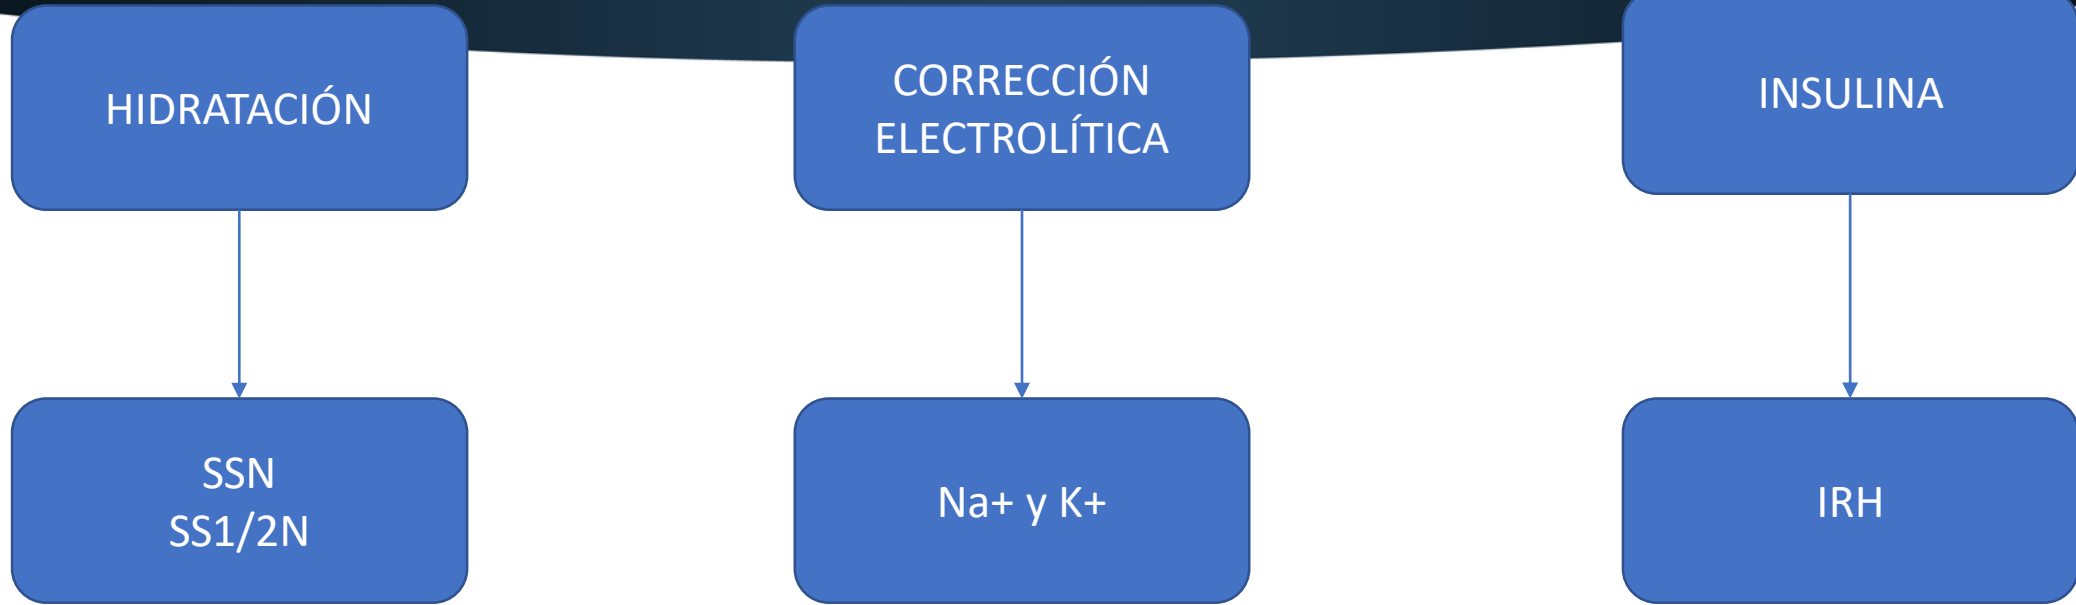 HIDRATACIÓN
CORRECCIÓN
ELECTROLÍTICA
INSULINA
SSN
SS1/2N
Na+ y K+
IRH